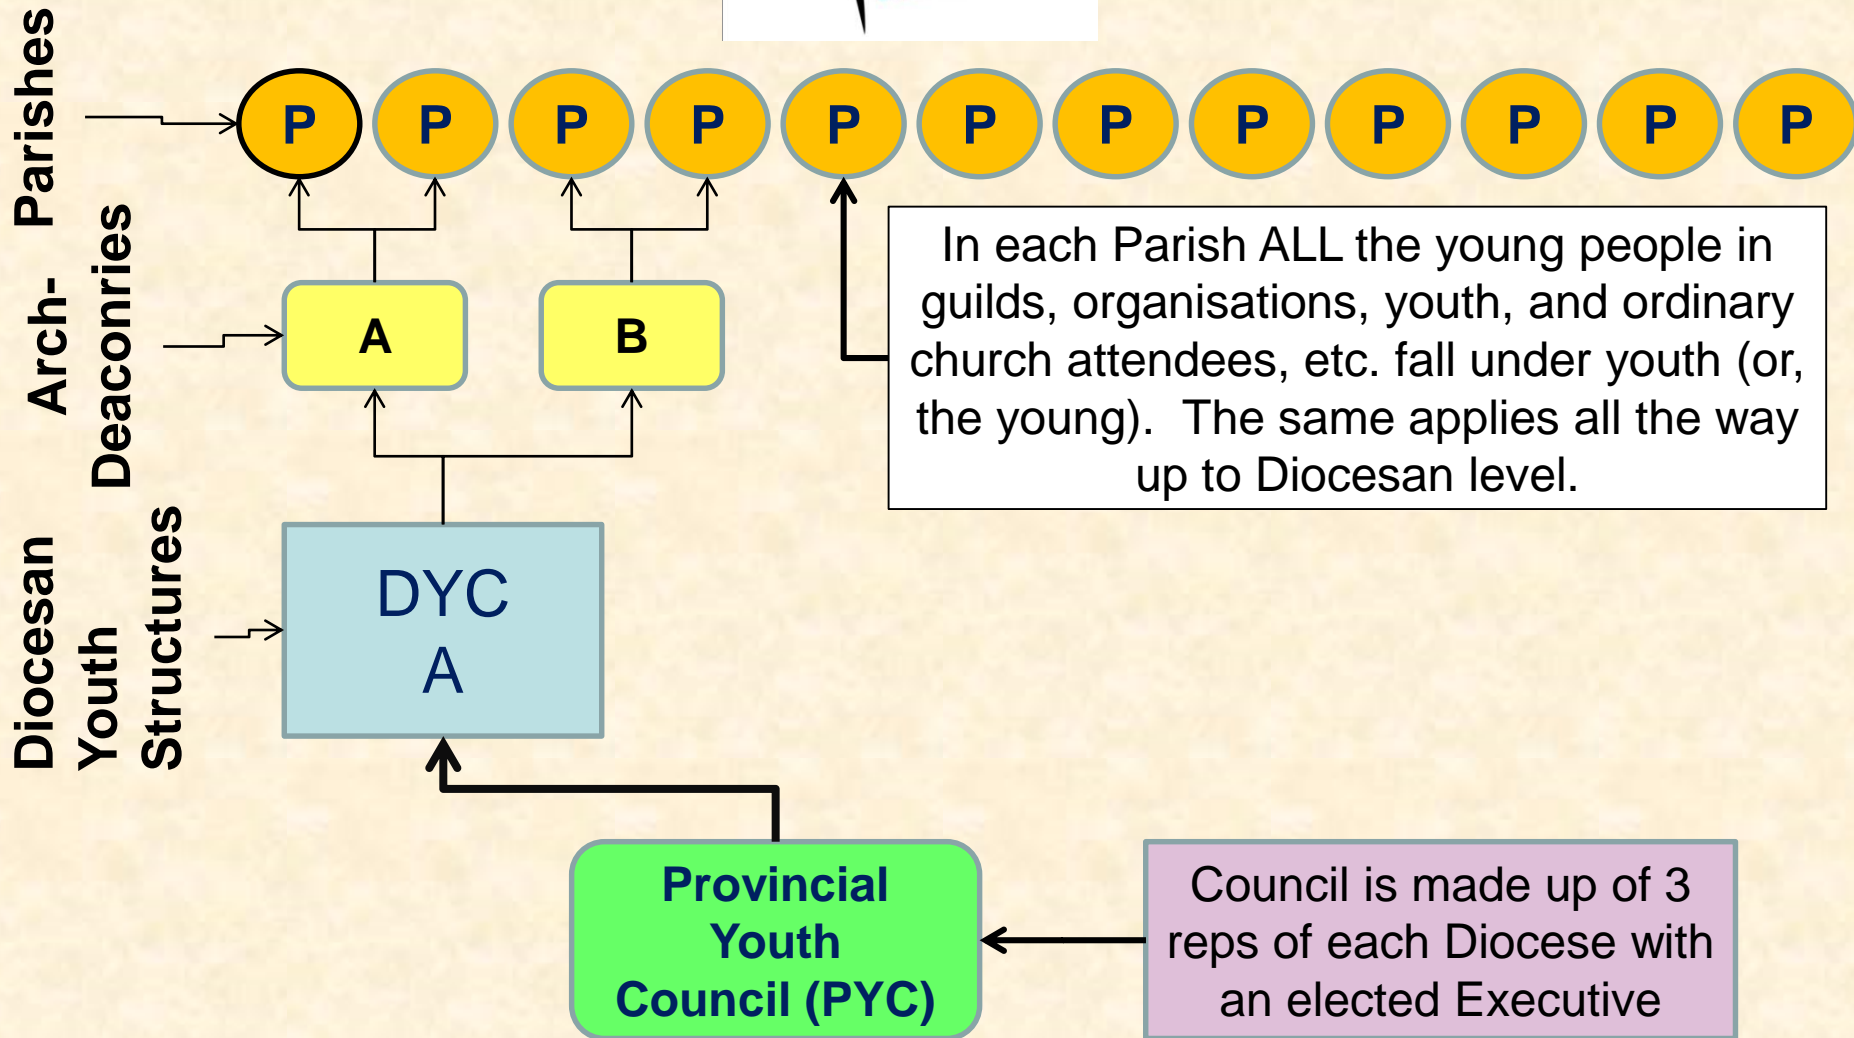 Parishes
P P P P P P P P P P P P
Arch-
Deaconries
A
B
In each Parish ALL the young people in
guilds, organisations, youth, and ordinary
church attendees, etc. fall under youth (or,
the young). The same applies all the way
up to Diocesan level.
Diocesan
Youth
Structures
DYC
A
Provincial
Youth
Council (PYC)
Council is made up of 3
reps of each Diocese with
an elected Executive